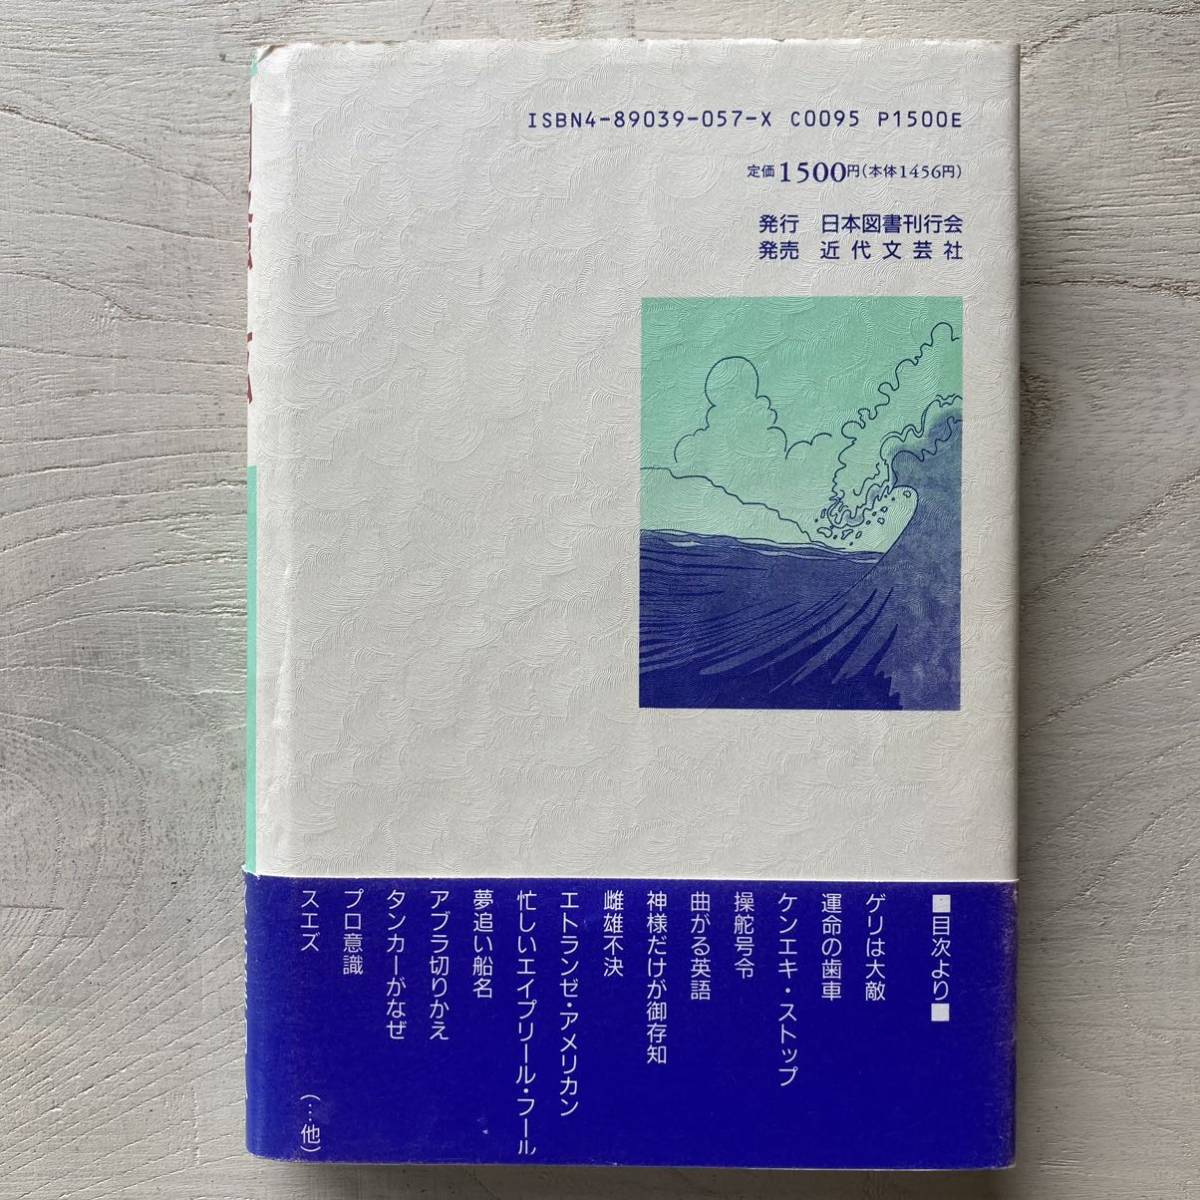 ISBN4-89039-057-X C0095 P1500E
定価1500円(本体1456円)
発行 日本図書刊行会
発売 近代文芸社
■目次より■
ゲリは大敵
運命の歯車
ケンエキ・ストップ
操舵号令
曲がる英語
神様だけが御存知
雌雄不決
エトランゼ・アメリカン
忙しいエイプリール・フール
夢追い船名
アブラ切りかえ
タンカーがなぜ
プロ意識
スエズ
(…他)